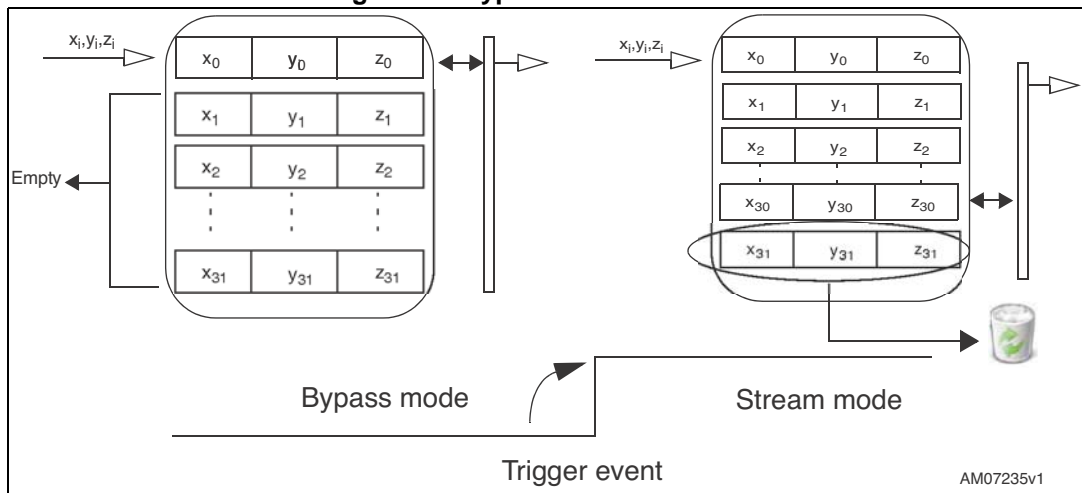 xᵢ,yᵢ,zᵢ
x₀ y₀ z₀
x₁ y₁ z₁
x₂ y₂ z₂
x₃₁ y₃₁ z₃₁
Empty
xᵢ,yᵢ,zᵢ
x₀ y₀ z₀
x₁ y₁ z₁
x₂ y₂ z₂
x₃₀ y₃₀ z₃₀
x₃₁ y₃₁ z₃₁
Bypass mode
Stream mode
Trigger event
AM07235v1